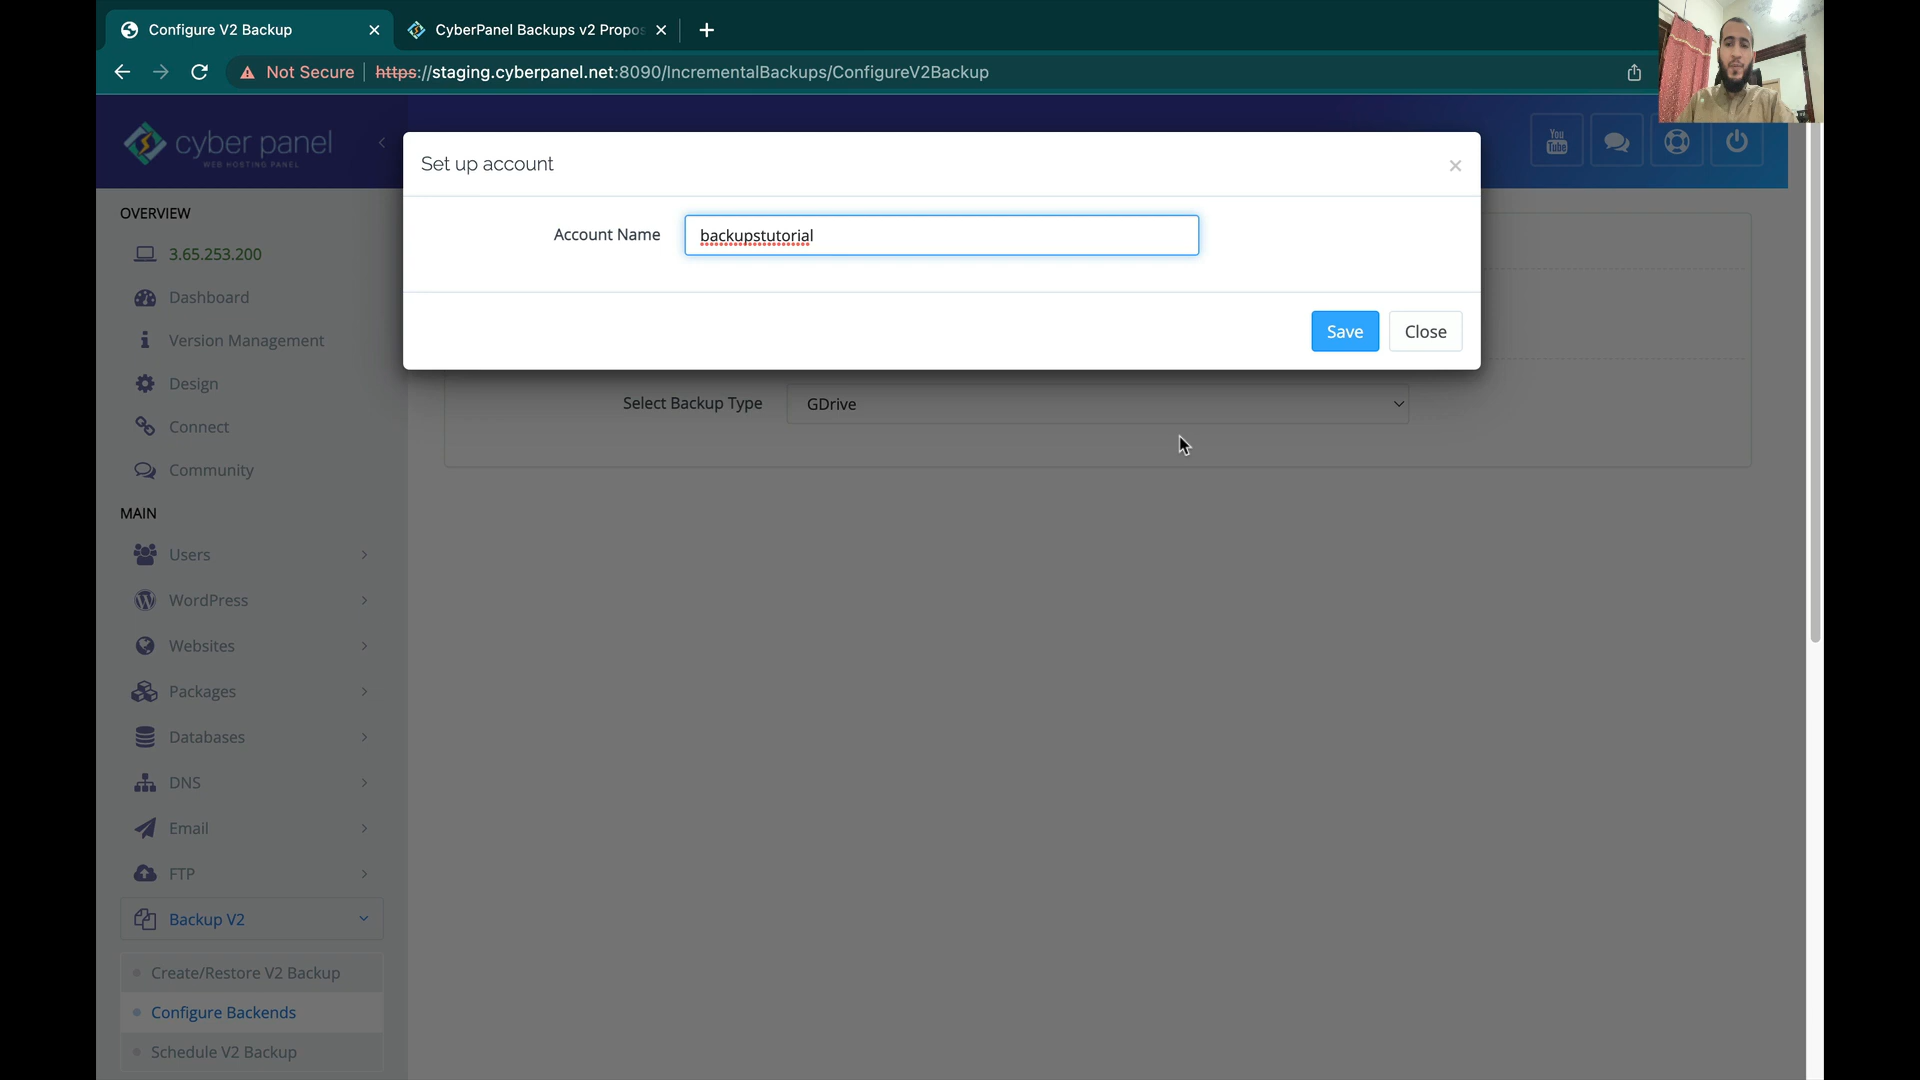 Configure V2 Backup
CyberPanel Backups v2 Propos
Not Secure
https://staging.cyberpanel.net:8090/IncrementalBackups/ConfigureV2Backup
cyber panel
WEB HOSTING PANEL
You
Tube
Set up account
×
Account Name
backupstutorial
Save
Close
Select Backup Type
GDrive
OVERVIEW
3.65.253.200
Dashboard
Version Management
Design
Connect
Community
MAIN
Users
WordPress
Websites
Packages
Databases
DNS
Email
FTP
Backup V2
Create/Restore V2 Backup
Configure Backends
Schedule V2 Backup